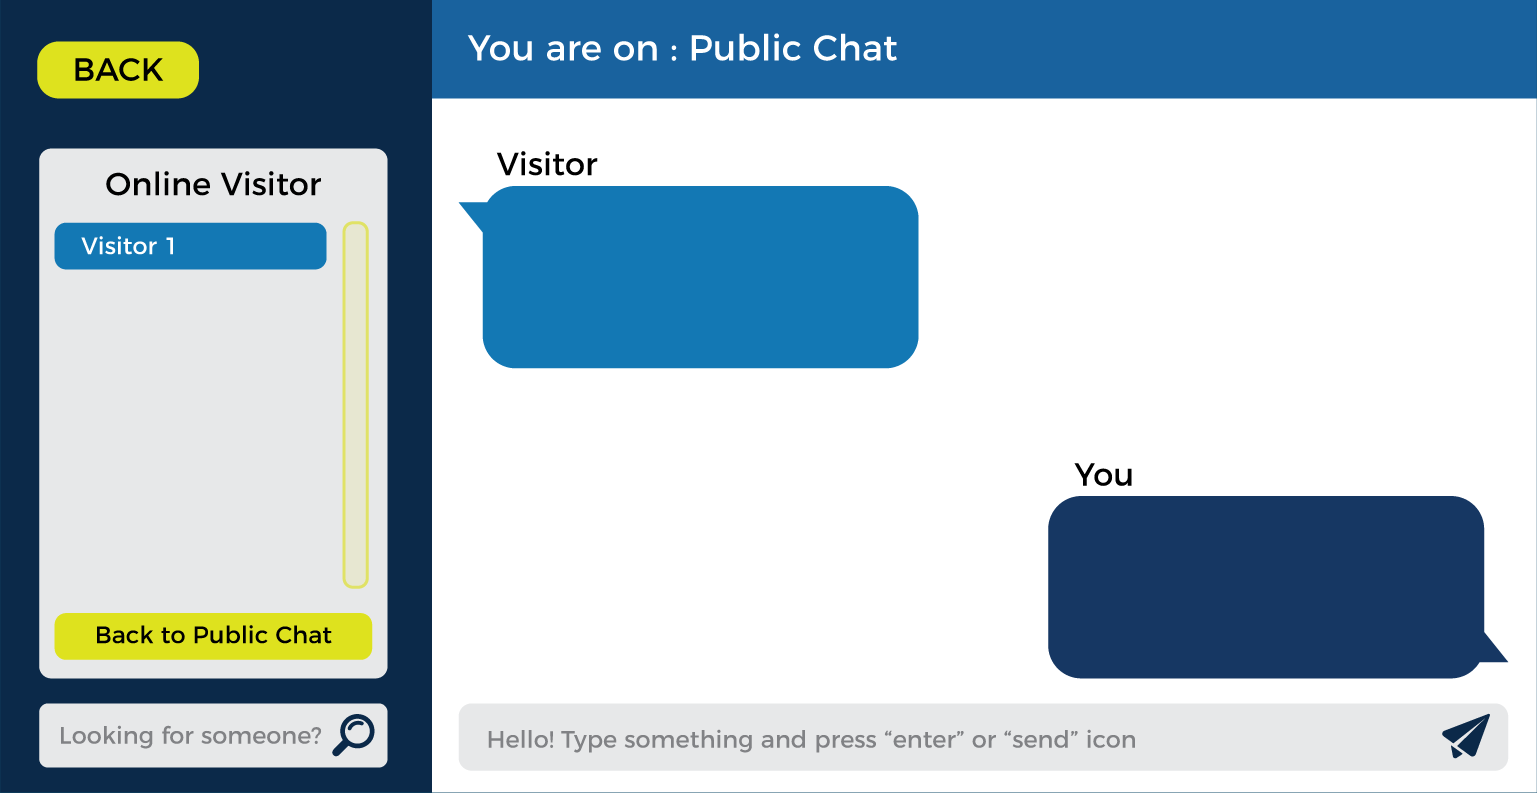 BACK
Online Visitor
Visitor 1
Back to Public Chat
Looking for someone?
You are on : Public Chat
Visitor
You
Hello! Type something and press “enter” or “send” icon